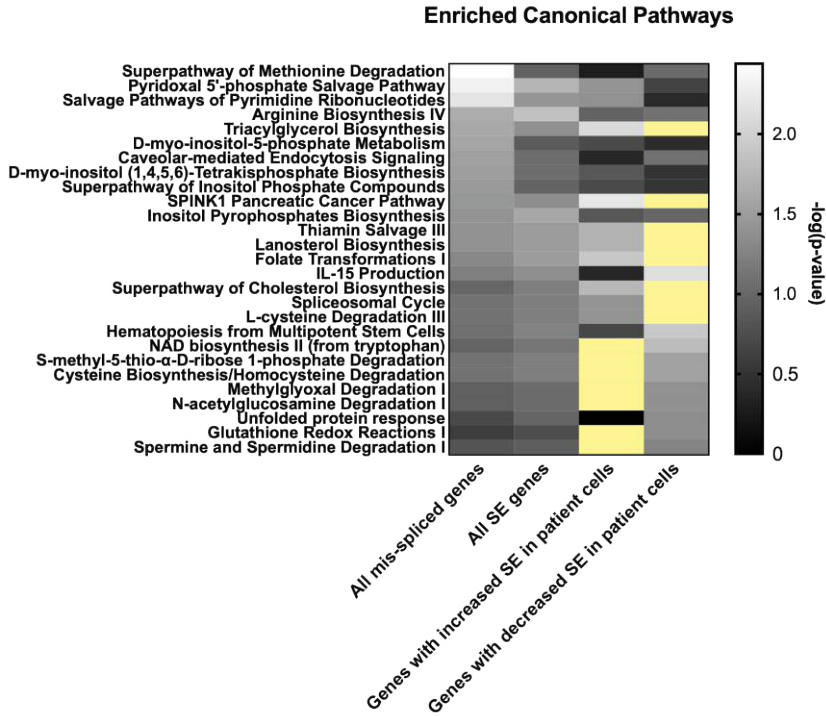 Enriched Canonical Pathways
Superpathway of Methionine Degradation
Pyridoxal 5'-phosphate Salvage Pathway
Salvage Pathways of Pyrimidine Ribonucleotides
Arginine Biosynthesis IV
Triacylglycerol Biosynthesis
D-myo-inositol-5-phosphate Metabolism
Caveolar-mediated Endocytosis Signaling
D-myo-inositol (1,4,5,6)-Tetrakisphosphate Biosynthesis
Superpathway of Inositol Phosphate Compounds
SPINK1 Pancreatic Cancer Pathway
Inositol Pyrophosphates Biosynthesis
Thiamin Salvage III
Lanosterol Biosynthesis
Folate Transformations I
IL-15 Production
Superpathway of Cholesterol Biosynthesis
Spliceosomal Cycle
L-cysteine Degradation III
Hematopoiesis from Multipotent Stem Cells
NAD biosynthesis II (from tryptophan)
S-methyl-5-thio-α-D-ribose 1-phosphate Degradation
Cysteine Biosynthesis/Homocysteine Degradation
Methylglyoxal Degradation I
N-acetylglucosamine Degradation I
Unfolded protein response
Glutathione Redox Reactions I
Spermine and Spermidine Degradation I
All mis-spliced genes
All SE genes
Genes with increased SE in patient cells
Genes with decreased SE in patient cells
2.0
1.5
1.0
0.5
0
-log(p-value)